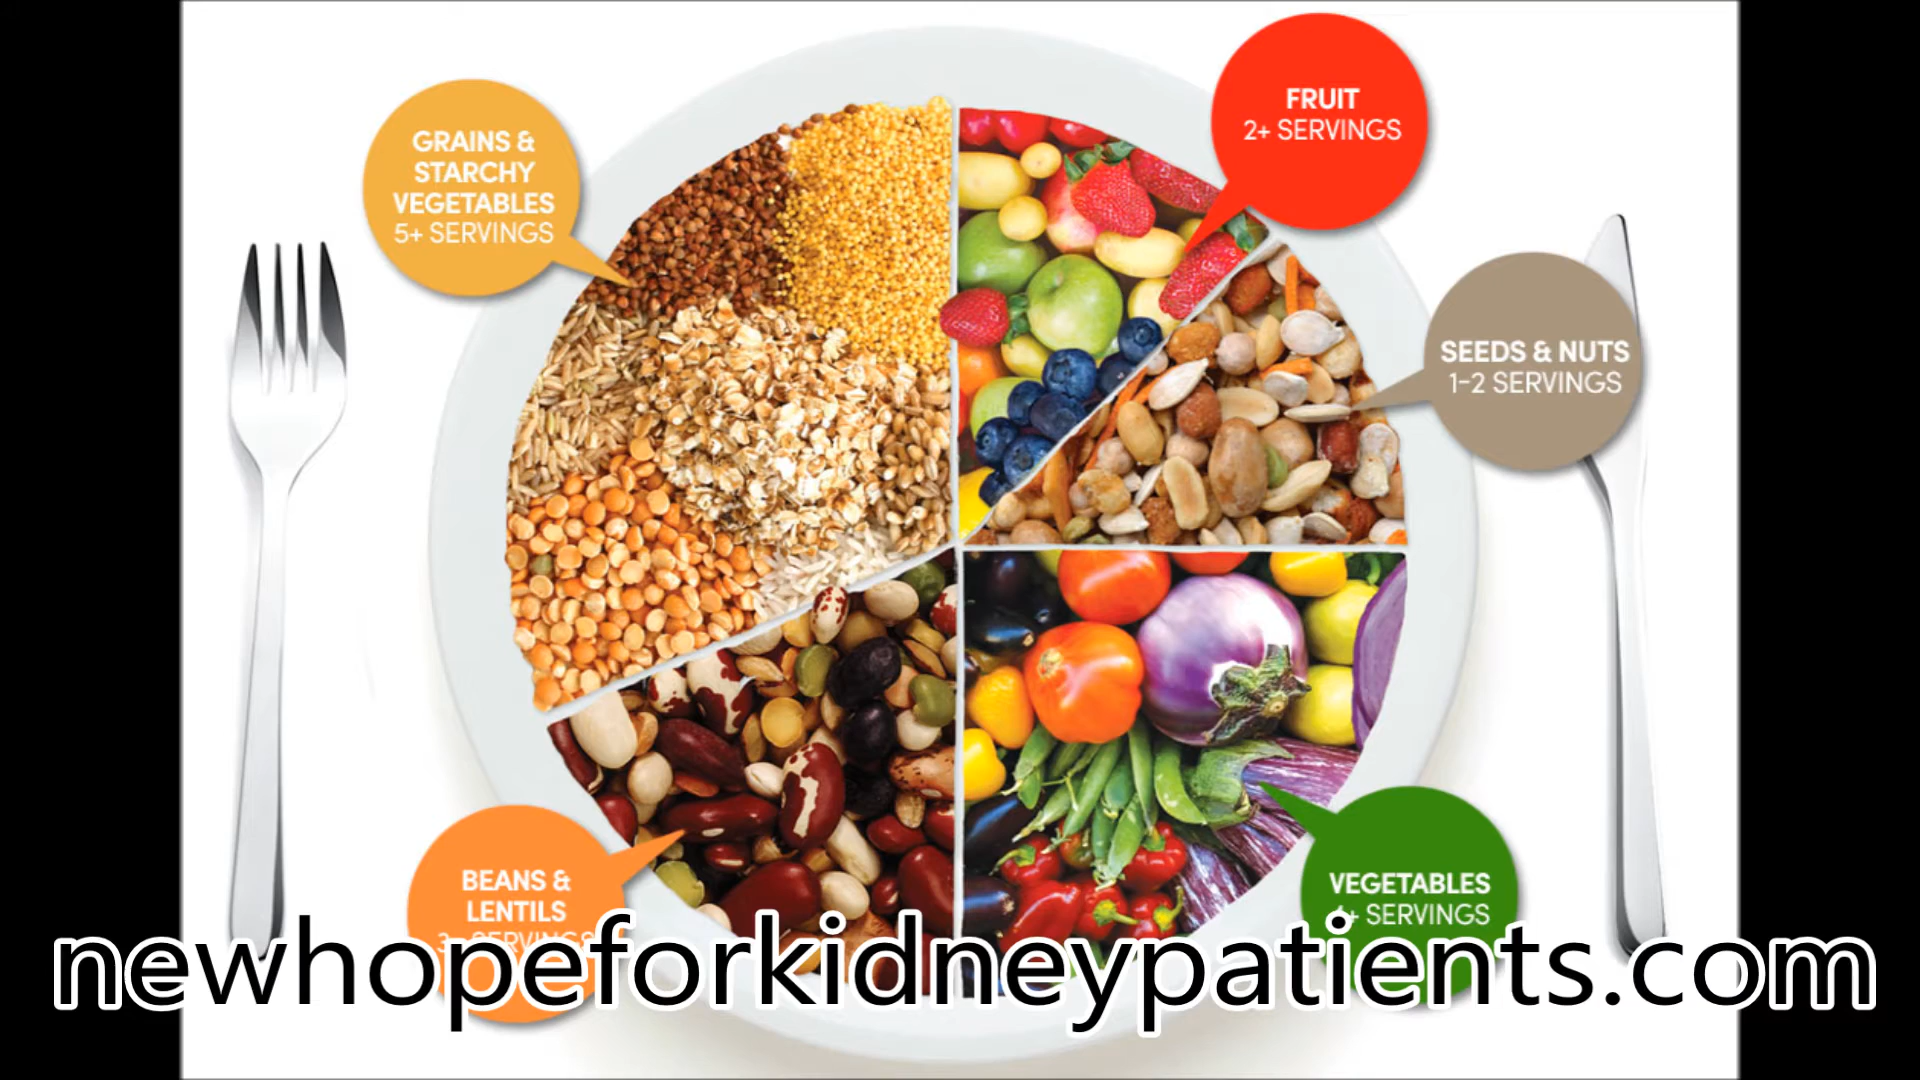 GRAINS &
STARCHY
VEGETABLES
5+ SERVINGS
FRUIT
2+ SERVINGS
SEEDS & NUTS
1-2 SERVINGS
BEANS &
LENTILS
SERVINGS
VEGETABLES
SERVINGS
newhopeforkidneypatients.com